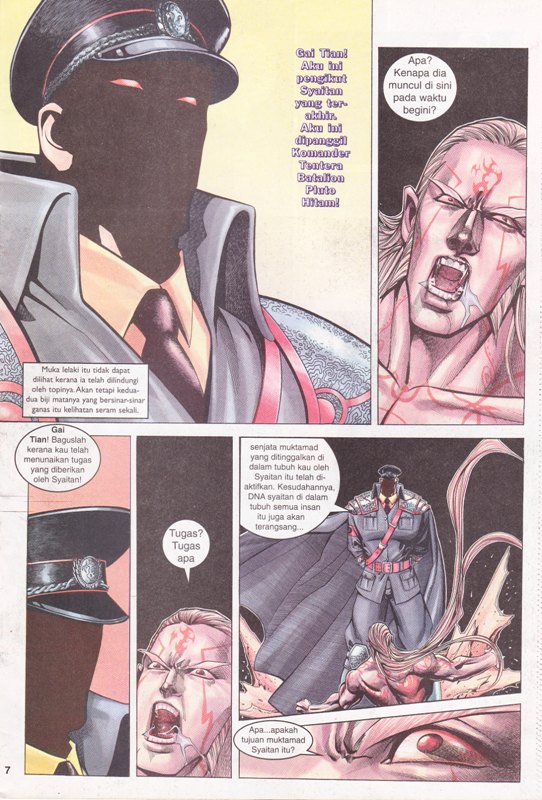 Gai Tian!
Aku ini
pengikut
Syaitan
yang ter-
akhir.
Aku ini
dipanggil
Komander
Tentera
Batalion
Pluto
Hitam!
Apa?
Kenapa dia
muncul di sini
pada waktu
begini?
Muka lelaki itu tidak dapat
dilihat kerana ia telah dilindungi
oleh topinya. Akan tetapi kedua-
dua biji matanya yang bersinar-sinar
ganas itu kelihatan seram sekali.
Gai
Tian! Baguslah
kerana kau telah
menunaikan tugas
yang diberikan
oleh Syaitan!
Tugas?
Tugas
apa
senjata muktamad
yang ditinggalkan di
dalam tubuh kau oleh
Syaitan itu telah di-
aktifkan. Kesudahannya,
DNA syaitan di dalam
tubuh semua insan
itu juga akan
terangsang...
Apa...apakah
tujuan muktamad
Syaitan itu?
7